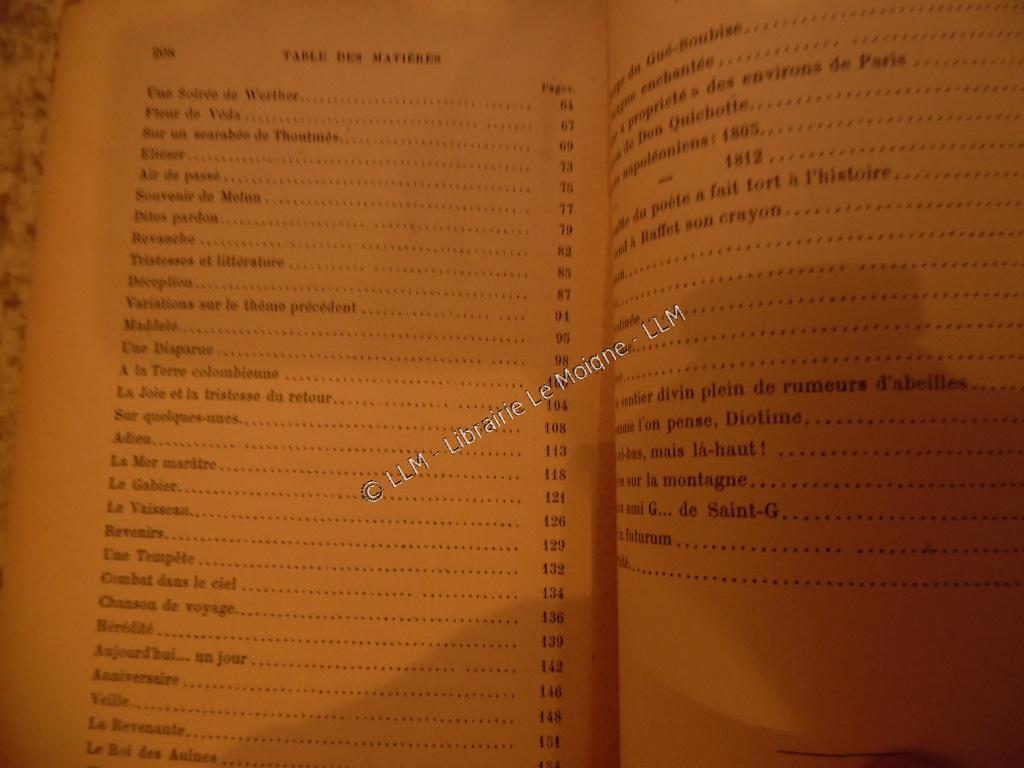 208 TABLE DES MATIÈRES
Pages.
Une Soirée de Werther 64
Fleur de Véda 67
Sur un scarabée de Thoutmès 69
Eliézer 73
Air de passé 75
Souvenir de Melun 77
Dites pardon 79
Revanche 82
Tristesses et littérature 85
Déception 87
Variations sur le thème précédent 91
Maddelé 95
Une Disparue 98
A la Terre colombienne
La Joie et la tristesse du retour 104
Sur quelques-unes 108
Adieu 113
La Mer marâtre 118
Le Gabier 121
Le Vaisseau 126
Revenirs 129
Une Tempête 132
Combat dans le ciel 134
Chanson de voyage 136
Hérédité 139
Aujourd'hui... un jour 142
Anniversaire 146
Veille 148
La Revenante 151
Le Roi des Aulnes 154
du Gué-Soubise
enchantée
« propriété » des environs de Paris
de Don Quichotte
napoléoniens : 1805
— 1812
du poète a fait tort à l'histoire
à Raffet son crayon
sentier divin plein de rumeurs d'abeilles
l'on pense, Diotime
ici-bas, mais là-haut !
sur la montagne
ami G... de Saint-G
futurum
© LLM - Librairie Le Moigne - LLM